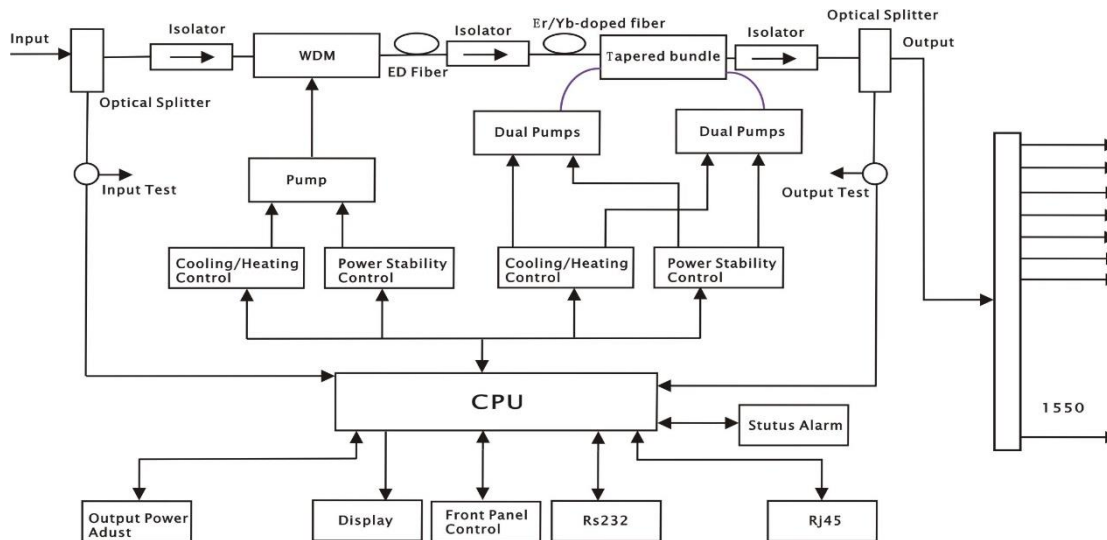 Input
Isolator
WDM
ED Fiber
Isolator
Er/Yb-doped fiber
Tapered bundle
Isolator
Optical Splitter
Output
Optical Splitter
Dual Pumps
Dual Pumps
Input Test
Pump
Output Test
Cooling/Heating
Control
Power Stability
Control
Cooling/Heating
Control
Power Stability
Control
CPU
1550
Stutus Alarm
Output Power
Adust
Display
Front Panel
Control
Rs232
Rj45